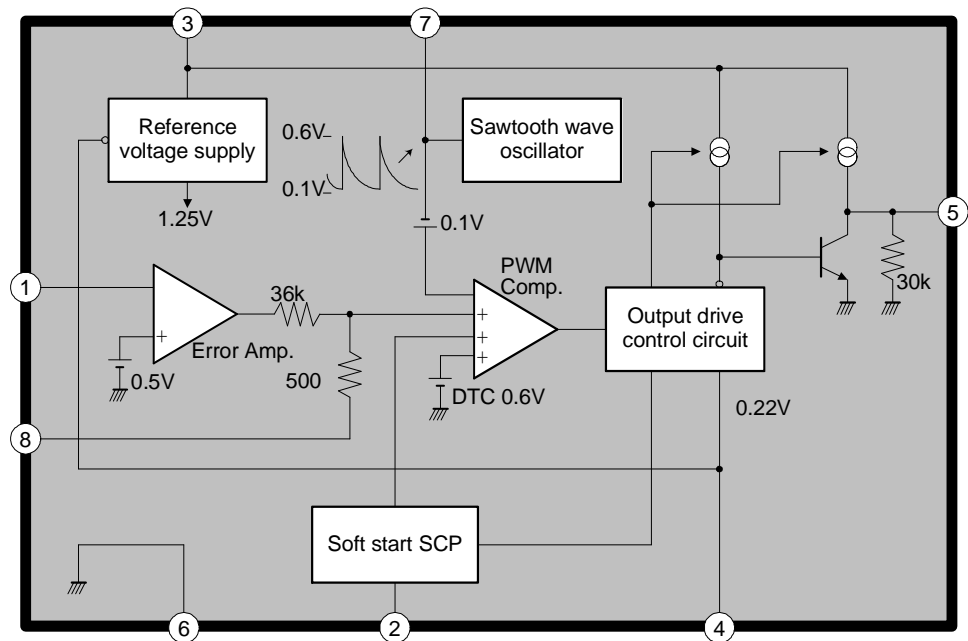 3
7
Reference
voltage supply
0.6V
0.1V
Sawtooth wave
oscillator
1.25V
0.1V
5
1
36k
PWM
Comp.
30k
+
+
+
+
Output drive
control circuit
Error Amp.
0.5V
500
DTC 0.6V
0.22V
8
Soft start SCP
6
2
4